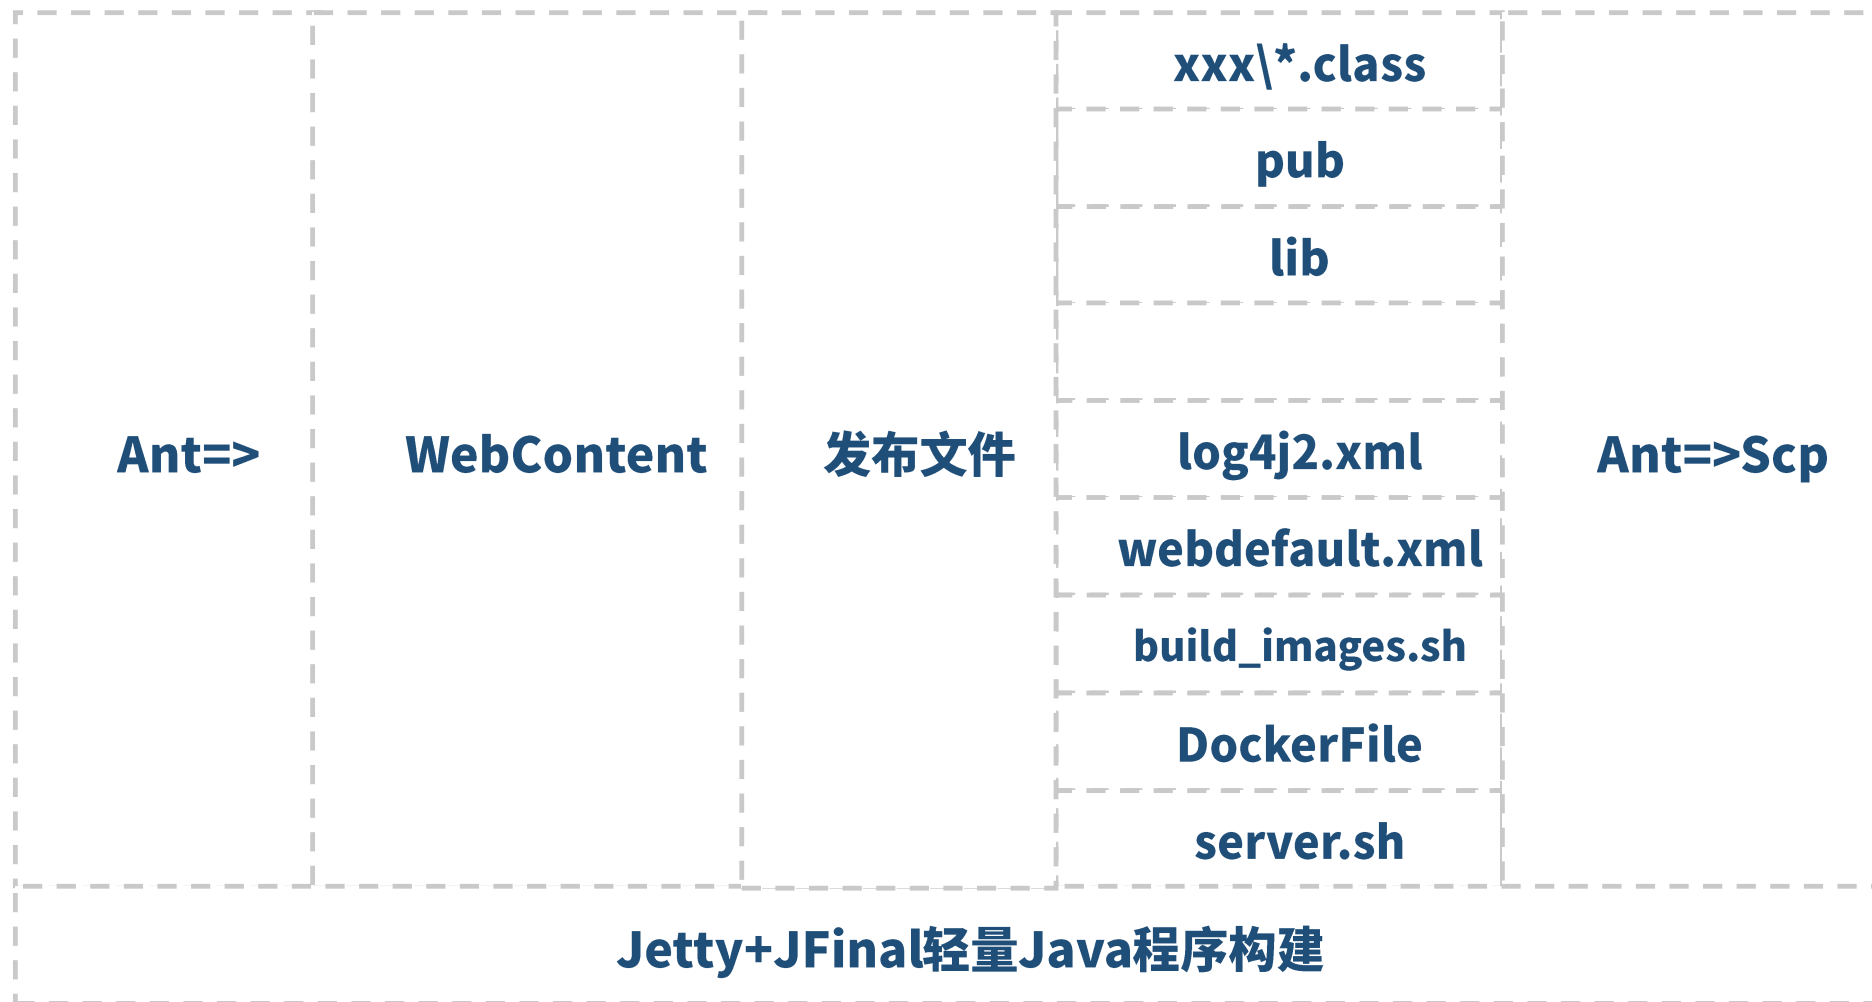 Ant=>
WebContent
发布文件
xxx\*.class
pub
lib
log4j2.xml
webdefault.xml
build_images.sh
DockerFile
server.sh
Ant=>Scp
Jetty+JFinal轻量Java程序构建